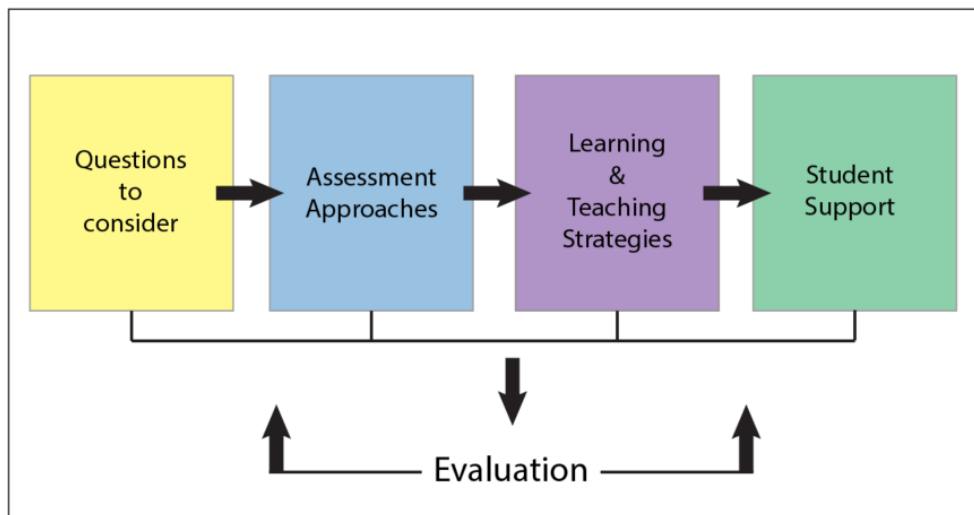 Questions
to
consider
Assessment
Approaches
Learning
&
Teaching
Strategies
Student
Support
Evaluation